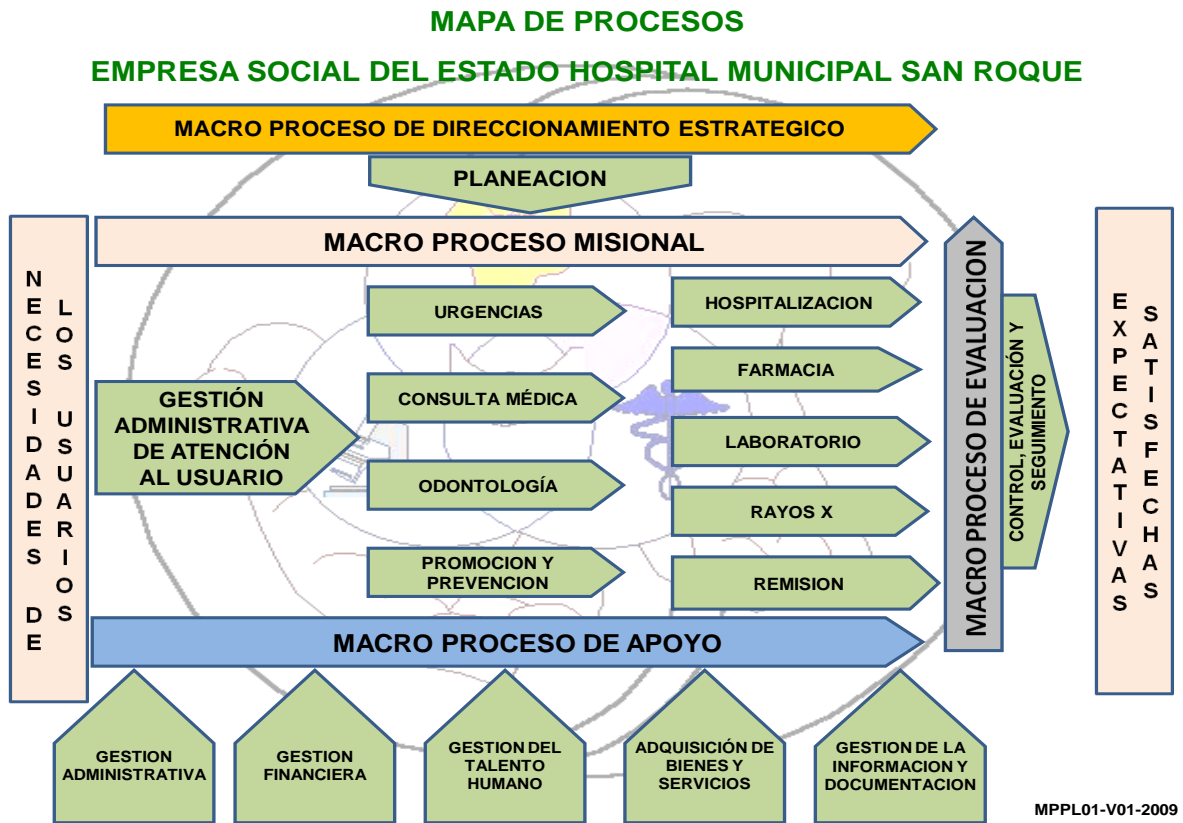 MAPA DE PROCESOS
EMPRESA SOCIAL DEL ESTADO HOSPITAL MUNICIPAL SAN ROQUE
MACRO PROCESO DE DIRECCIONAMIENTO ESTRATEGICO
PLANEACION
NECESIDADES DE
LOS USUARIOS
MACRO PROCESO MISIONAL
GESTIÓN
ADMINISTRATIVA
DE ATENCIÓN
AL USUARIO
URGENCIAS
CONSULTA MÉDICA
ODONTOLOGÍA
PROMOCION Y
PREVENCION
HOSPITALIZACION
FARMACIA
LABORATORIO
RAYOS X
REMISION
MACRO PROCESO DE EVALUACION
CONTROL, EVALUACIÓN Y
SEGUIMIENTO
EXPECTATIVAS
SATISFECHAS
MACRO PROCESO DE APOYO
GESTION
ADMINISTRATIVA
GESTION
FINANCIERA
GESTION DEL
TALENTO
HUMANO
ADQUISICIÓN DE
BIENES Y
SERVICIOS
GESTION DE LA
INFORMACION Y
DOCUMENTACION
MPPL01-V01-2009